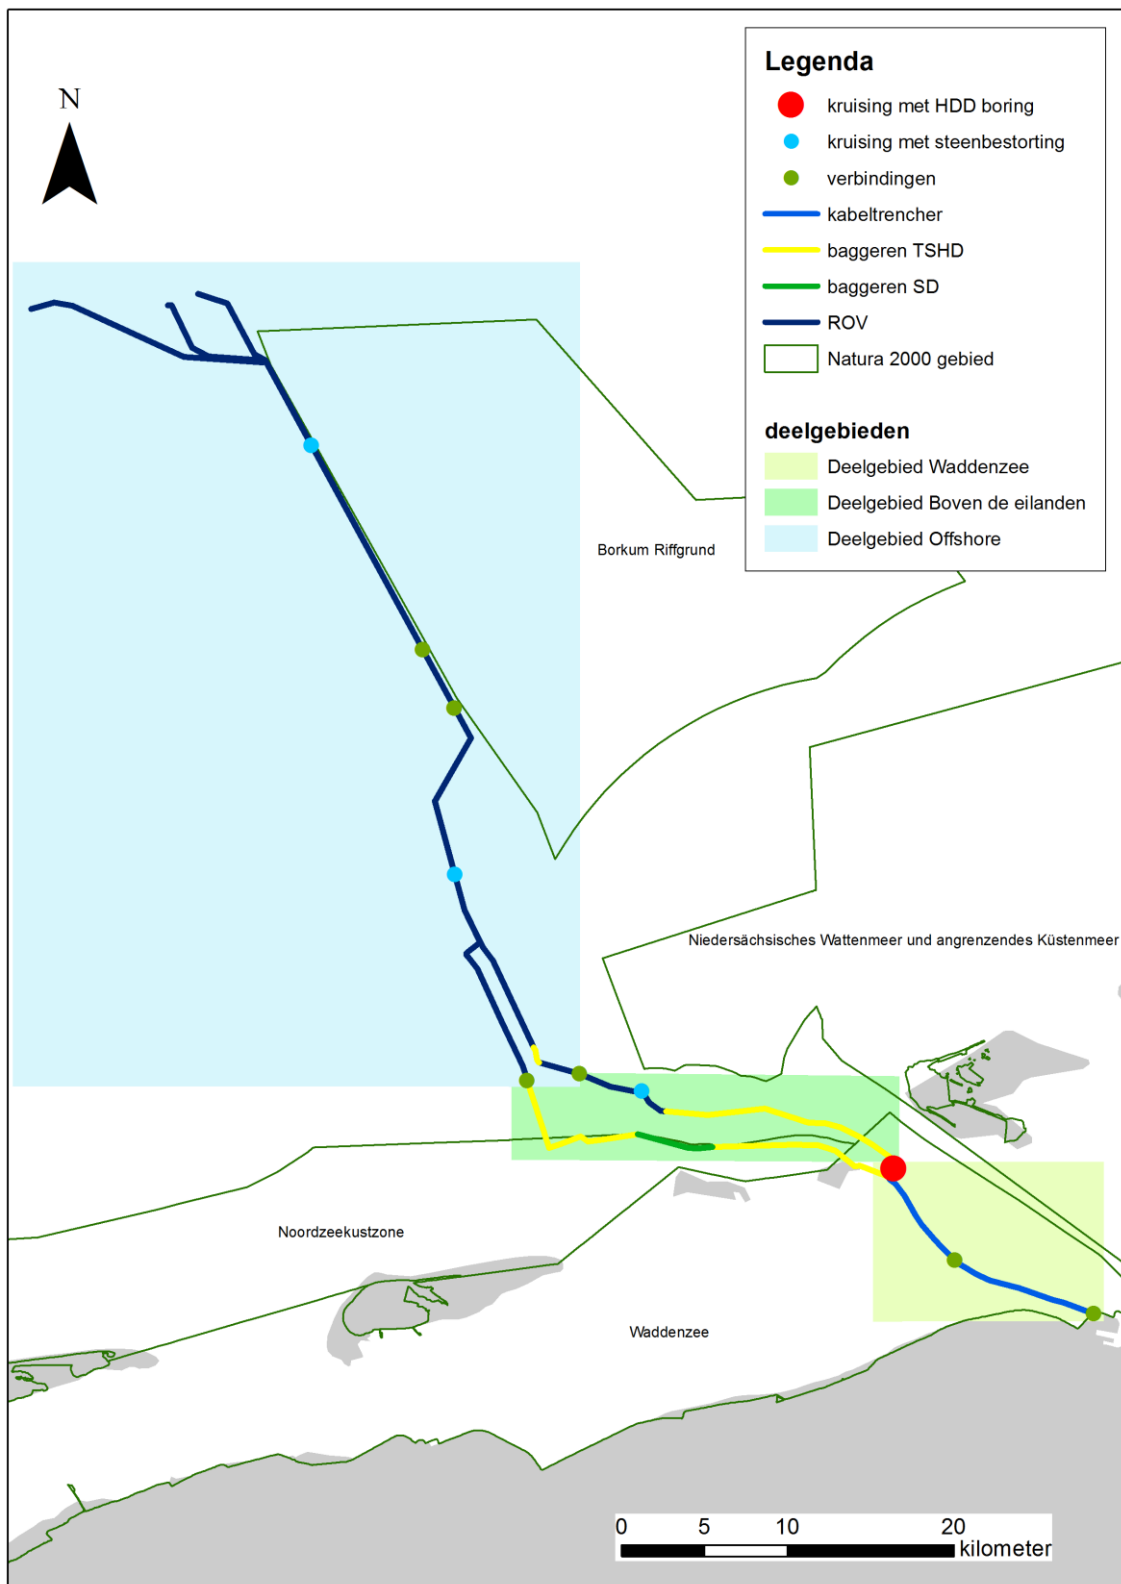 N
Legenda
kruising met HDD boring
kruising met steenbestorting
verbindingen
kabeltrencher
baggeren TSHD
baggeren SD
ROV
Natura 2000 gebied
deelgebieden
Deelgebied Waddenzee
Deelgebied Boven de eilanden
Deelgebied Offshore
Borkum Riffgrund
Niedersächsisches Wattenmeer und angrenzendes Küstenmeer
Noordzeekustzone
Waddenzee
0 5 10 20
kilometer